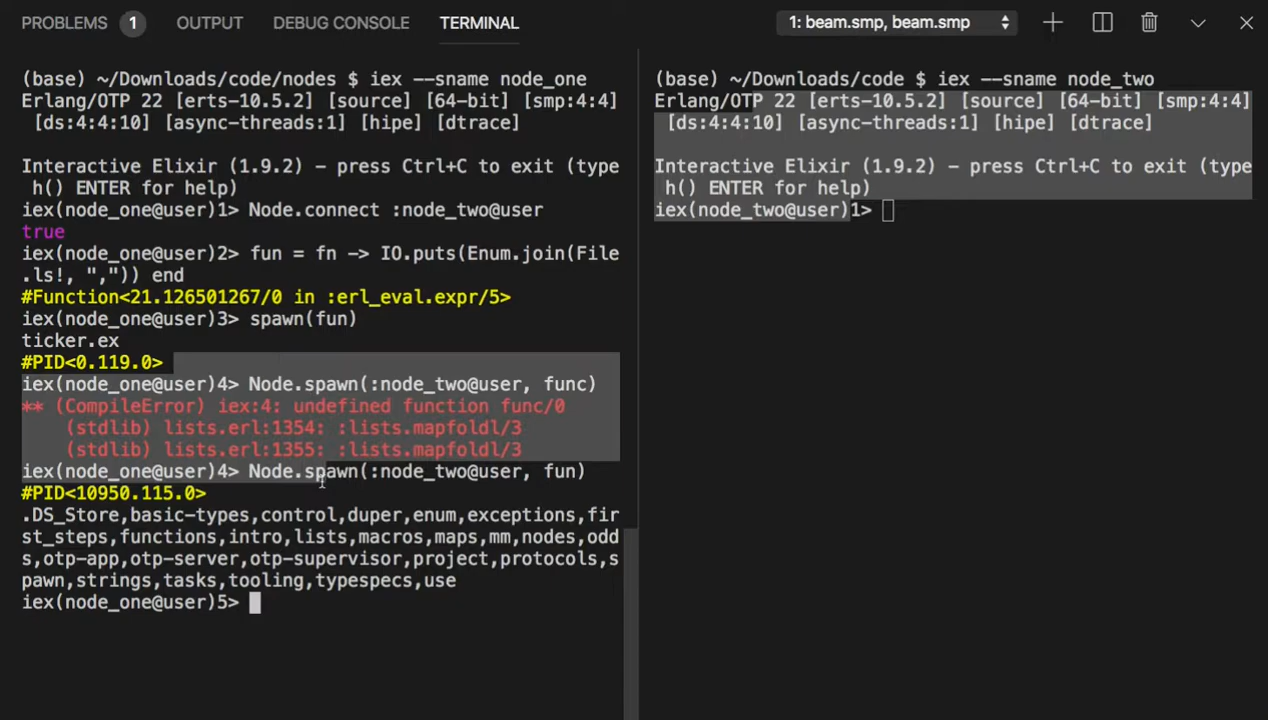 PROBLEMS 1 OUTPUT DEBUG CONSOLE TERMINAL 1: beam.smp, beam.smp
(base) ~/Downloads/code/nodes $ iex --sname node_one
Erlang/OTP 22 [erts-10.5.2] [source] [64-bit] [smp:4:4]
[ds:4:4:10] [async-threads:1] [hipe] [dtrace]
Interactive Elixir (1.9.2) - press Ctrl+C to exit (type
h() ENTER for help)
iex(node_one@user)1> Node.connect :node_two@user
true
iex(node_one@user)2> fun = fn -> IO.puts(Enum.join(File
.ls!, ",")) end
#Function<21.126501267/0 in :erl_eval.expr/5>
iex(node_one@user)3> spawn(fun)
ticker.ex
#PID<0.119.0>
iex(node_one@user)4> Node.spawn(:node_two@user, func)
** (CompileError) iex:4: undefined function func/0
(stdlib) lists.erl:1354: :lists.mapfoldl/3
(stdlib) lists.erl:1355: :lists.mapfoldl/3
iex(node_one@user)4> Node.spawn(:node_two@user, fun)
#PID<10950.115.0>
.DS_Store,basic-types,control,duper,enum,exceptions,fir
st_steps,functions,intro,lists,macros,maps,mm,nodes,odd
s,otp-app,otp-server,otp-supervisor,project,protocols,s
pawn,strings,tasks,tooling,typespecs,use
iex(node_one@user)5>
(base) ~/Downloads/code $ iex --sname node_two
Erlang/OTP 22 [erts-10.5.2] [source] [64-bit] [smp:4:4]
[ds:4:4:10] [async-threads:1] [hipe] [dtrace]
Interactive Elixir (1.9.2) - press Ctrl+C to exit (type
h() ENTER for help)
iex(node_two@user)1>